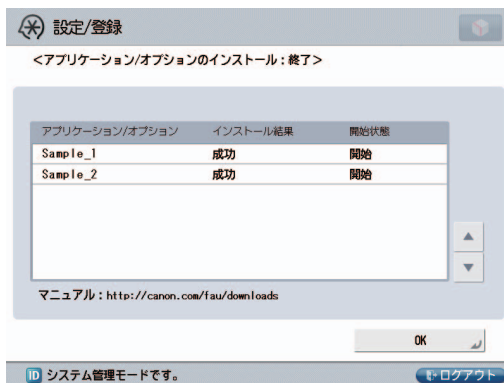 設定/登録
<アプリケーション/オプションのインストール:終了>
アプリケーション/オプション インストール結果 開始状態
Sample_1 成功 開始
Sample_2 成功 開始
マニュアル:http://canon.com/fau/downloads
OK
ID システム管理モードです。 ログアウト